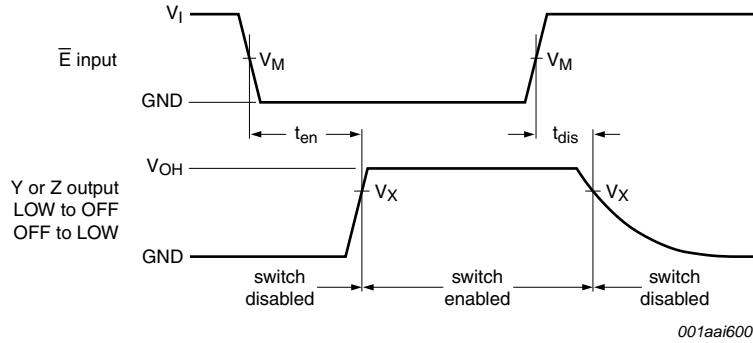 V_I
E̅ input
V_M
V_M
GND
t_en
t_dis
V_OH
Y or Z output
LOW to OFF
OFF to LOW
V_X
V_X
GND
switch
disabled
switch
enabled
switch
disabled
001aai600